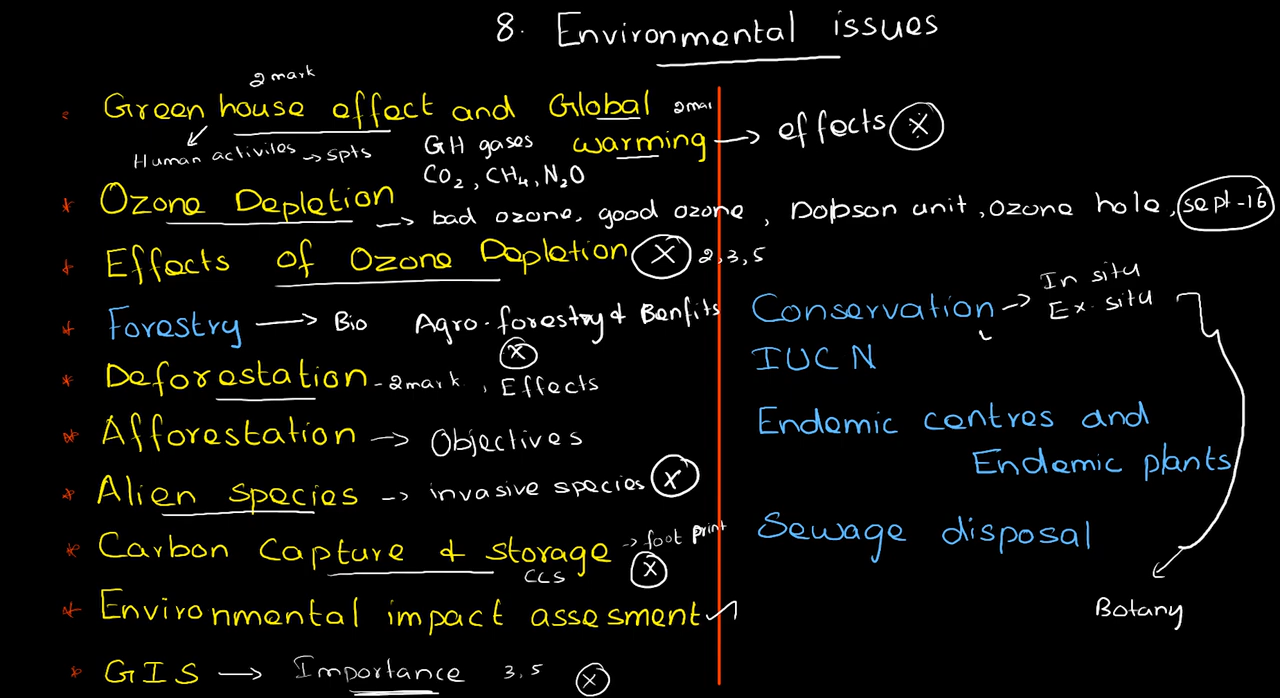 8. Environmental issues
2 mark
Green house effect and Global 2mar
warming → effects X
Human activites → spts
GH gases
CO2, CH4, N2O
* Ozone Depletion → bad ozone, good ozone, Dobson unit, Ozone hole, sept-16
Effects of Ozone Depletion X 2,3,5
Forestry → Bio Agro-forestry & Benfits
X
* Deforestation - 2mark, Effects
* Afforestation → Objectives
* Alien species → invasive species X
* Carbon Capture & storage → foot print
CCS X
Environmental impact assesment ✓
* GIS → Importance 3,5 X
Conservation → In situ
Ex. situ
IUCN
Endemic centres and
Endemic plants
Sewage disposal
Botany